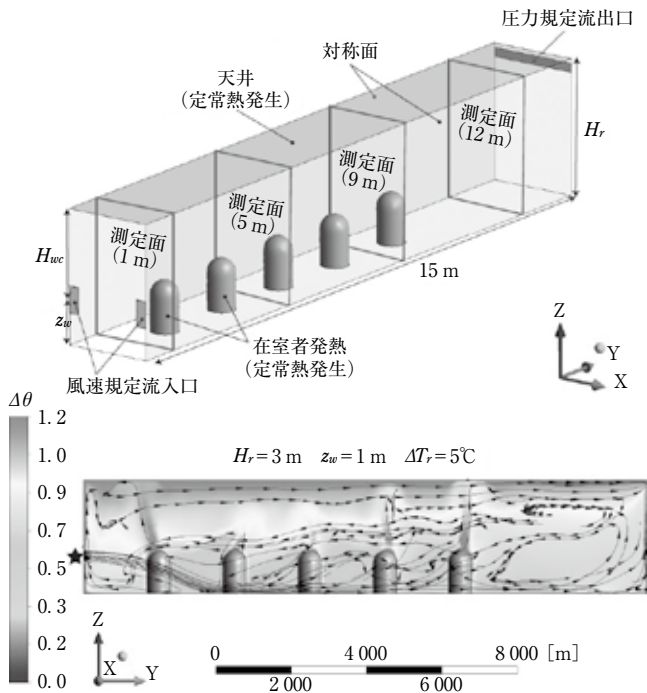 圧力規定流出口
対称面
天井
(定常熱発生)
測定面
(12 m)
H_r
測定面
(9 m)
測定面
(5 m)
測定面
(1 m)
H_wc
z_w
15 m
在室者発熱
(定常熱発生)
風速規定流入口
Z
Y
X
Δθ
1.2
1.0
0.9
0.7
0.6
0.5
0.3
0.2
0.0
H_r＝3 m　z_w＝1 m　ΔT_r＝5℃
★
Z
X
Y
0　4 000　8 000 [m]
2 000　6 000